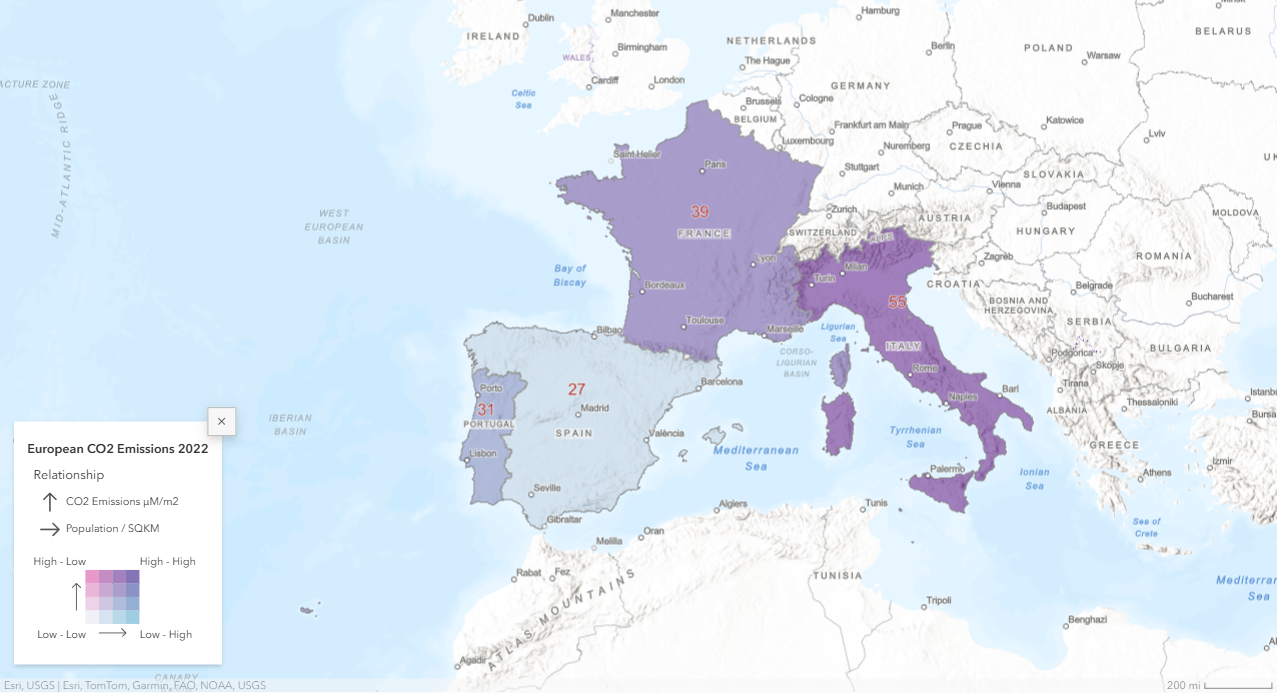 Manchester
Hamburg
Minsk
Dublin
IRELAND
NETHERLANDS
BELARUS
Birmingham
Berlin
POLAND
WALES
The Hague
Warsaw
ACTURE ZONE
Cardiff
London
GERMANY
Celtic
Sea
Brussels
Cologne
BELGIUM
Frankfurt am Main
Prague
Katowice
Lviv
MID-ATLANTIC RIDGE
Luxembourg
Nuremberg
CZECHIA
Saint Helier
Paris
Stuttgart
UK
SLOVAKIA
Munich
Vienna
WEST
EUROPEAN
BASIN
39
FRANCE
Zurich
Budapest
MOLDOVA
SWITZERLAND
AUSTRIA
ALPS
HUNGARY
Lyon
Milan
Zagreb
ROMANIA
Bay of
Biscay
Turin
CROATIA
Belgrade
Bordeaux
55
BOSNIA AND
HERZEGOVINA
Bucharest
Toulouse
Marseille
Ligurian
Sea
SERBIA
Bilbao
ITALY
Podgorica
BULGARIA
CORSO-
LIGURIAN
BASIN
Rome
Skopje
Barcelona
Tirana
Porto
27
Bari
Naples
Istanb
31
Madrid
ALBANIA
Thessaloniki
Bursa
IBERIAN
BASIN
PORTUGAL
SPAIN
València
Tyrrhenian
Sea
GREECE
Lisbon
Mediterranean
Sea
Palermo
Ionian
Sea
Athens
Izmir
Seville
Algiers
Tunis
Gibraltar
Oran
Sea of
Crete
Melilla
Rabat
Fez
TUNISIA
Mediterran
Sea
ATLAS MOUNTAINS
Tripoli
Benghazi
Al
Agadir
CANARY
×
European CO2 Emissions 2022
Relationship
CO2 Emissions µM/m2
Population / SQKM
High - Low
High - High
Low - Low
Low - High
Esri, USGS | Esri, TomTom, Garmin, FAO, NOAA, USGS
200 mi